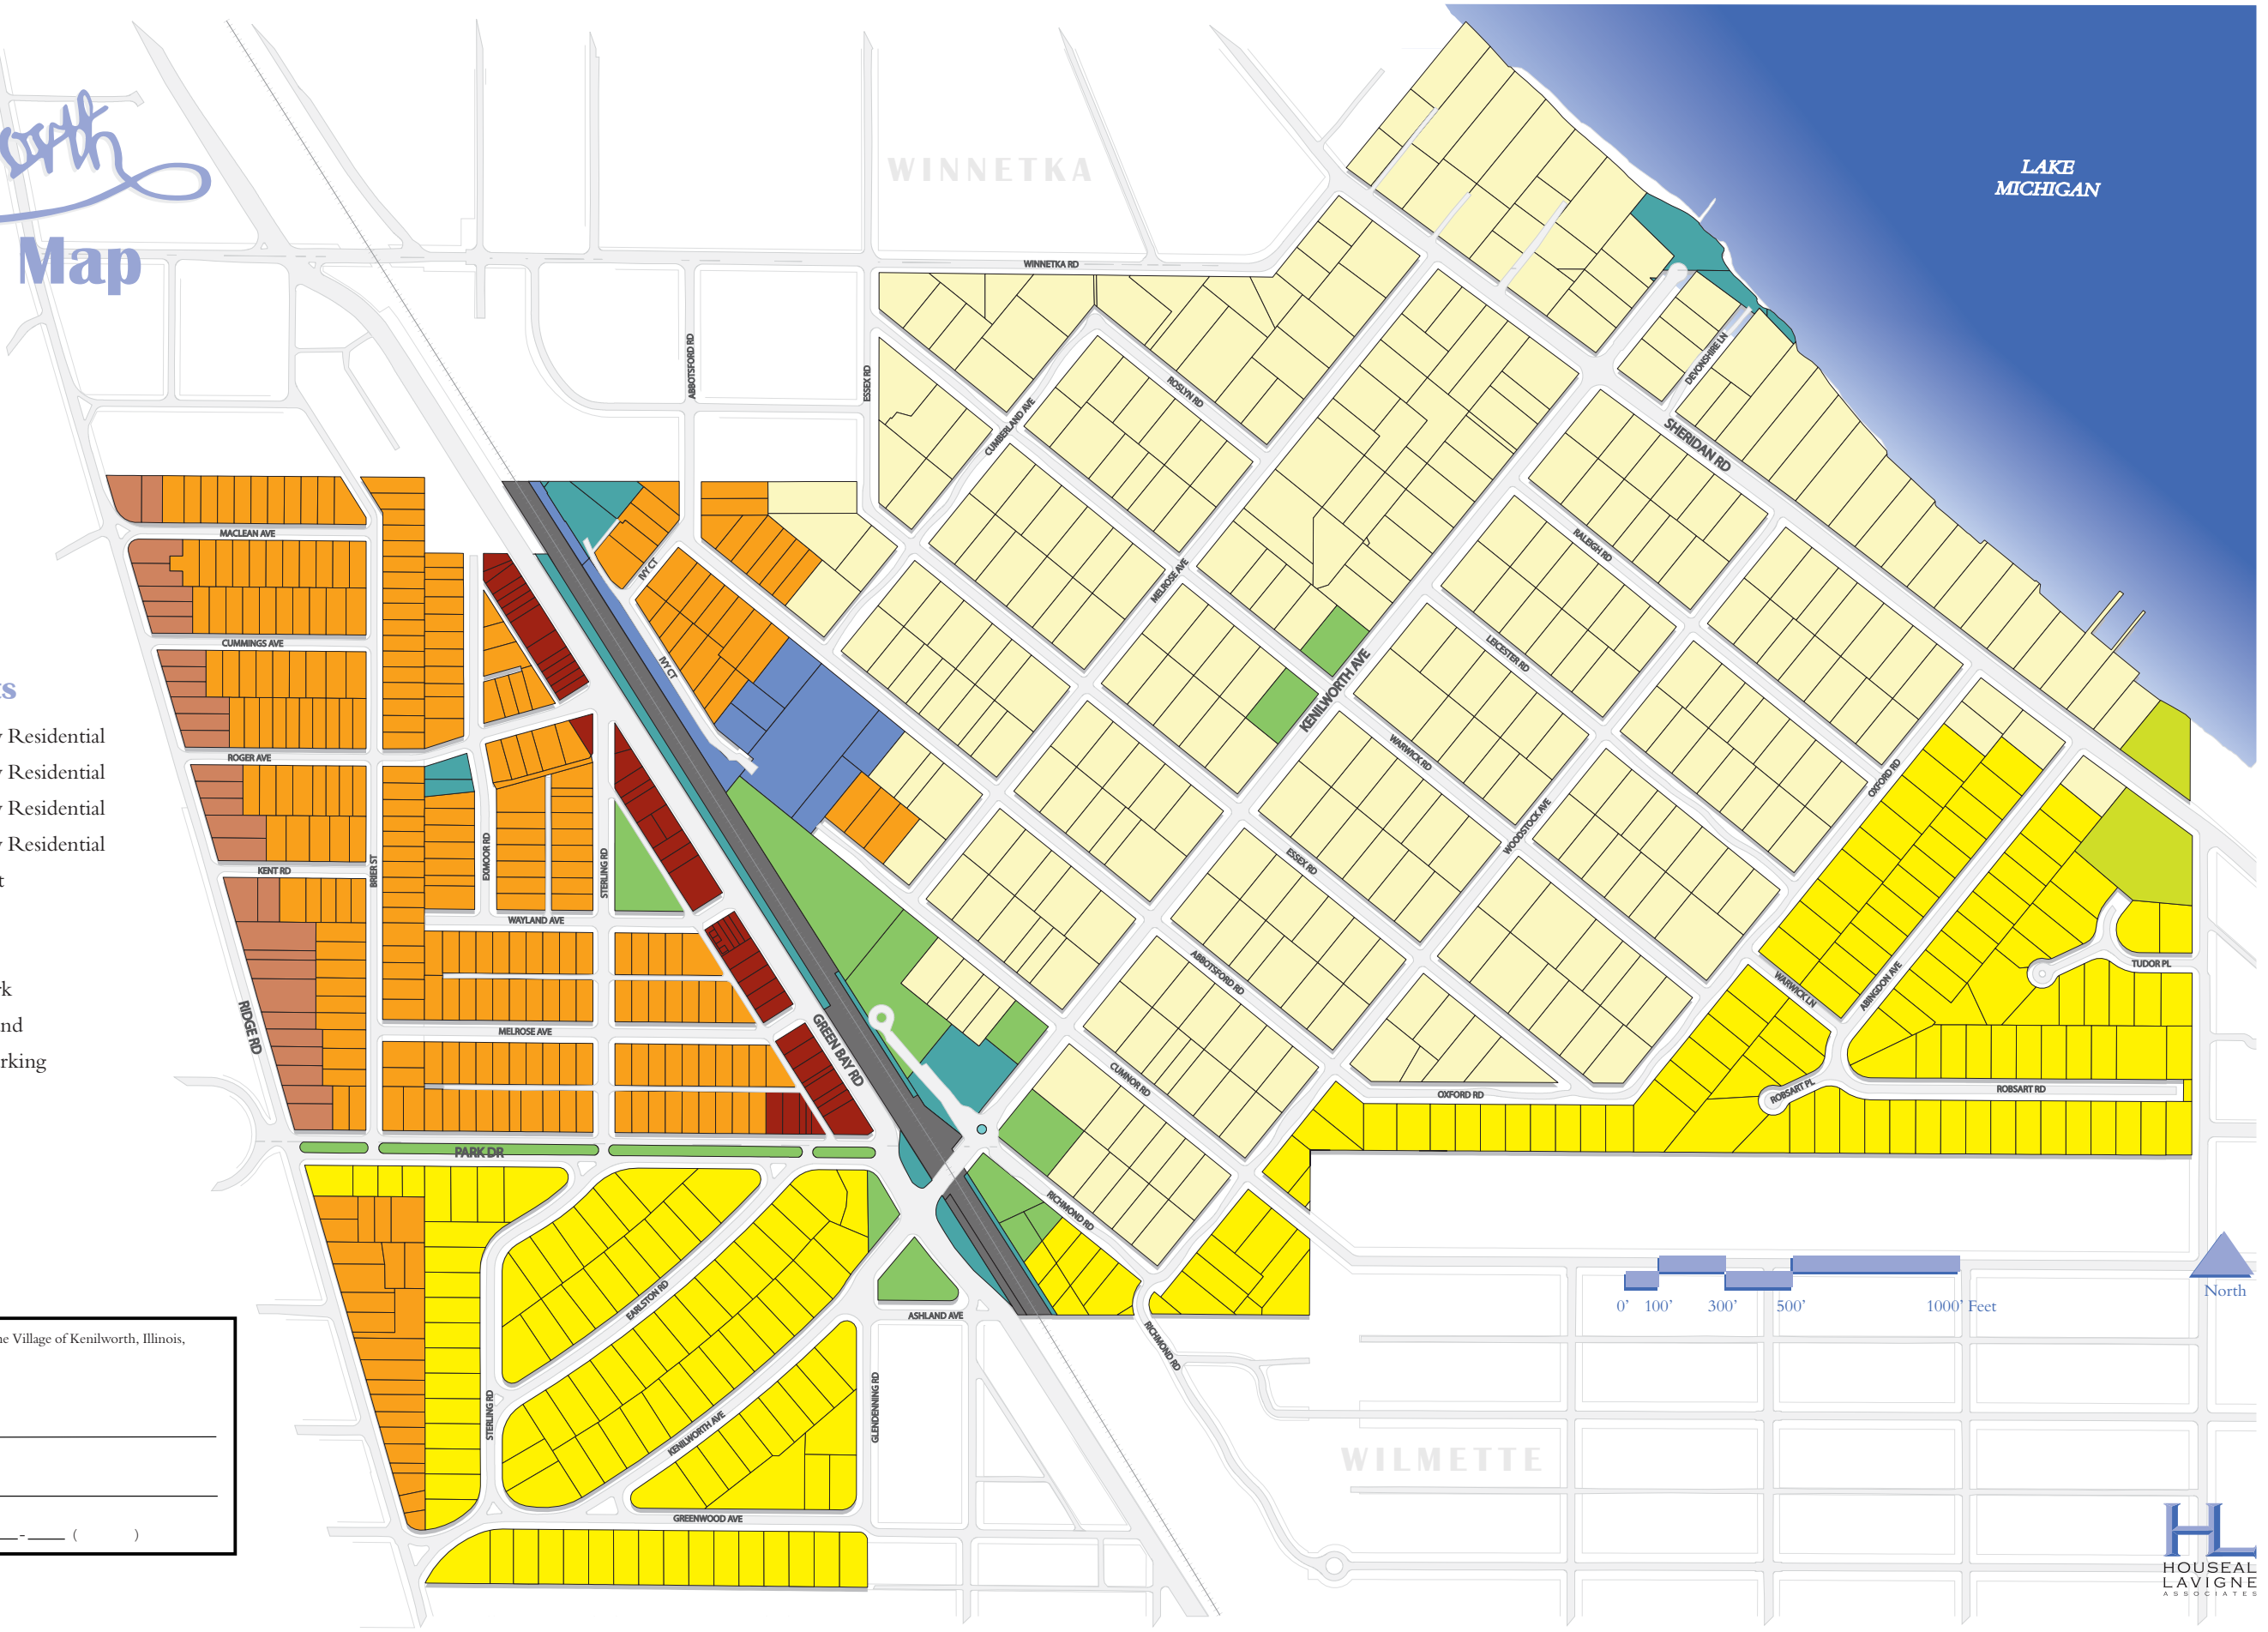 Map
WINNETKA
LAKE
MICHIGAN
WINNETKA RD
ABBOTSFORD RD
ESSEX RD
ROSLYN RD
CUMBERLAND AVE
DEVONSHIRE LN
SHERIDAN RD
MACLEAN AVE
IVY CT
MELROSE AVE
RALEIGH RD
CUMMINGS AVE
IVY CT
LEICESTER RD
KENILWORTH AVE
Residential
Residential
Residential
Residential
ROGER AVE
WARWICK RD
OXFORD RD
WOODSTOCK AVE
EXMOOR RD
STERLING RD
BRIER ST
KENT RD
ESSEX RD
WAYLAND AVE
ABBOTSFORD RD
WARWICK LN
ABINGDON AVE
TUDOR PL
RIDGE RD
MELROSE AVE
GREEN BAY RD
CUMNOR RD
OXFORD RD
ROBSART PL
ROBSART RD
PARK DR
RICHMOND RD
EARLSTON RD
ASHLAND AVE
0' 100' 300' 500' 1000' Feet
North
RICHMOND RD
STERLING RD
KENILWORTH AVE
GLENDENNING RD
WILMETTE
GREENWOOD AVE
Village of Kenilworth, Illinois,
- ( )
HL
HOUSEAL
LAVIGNE
ASSOCIATES